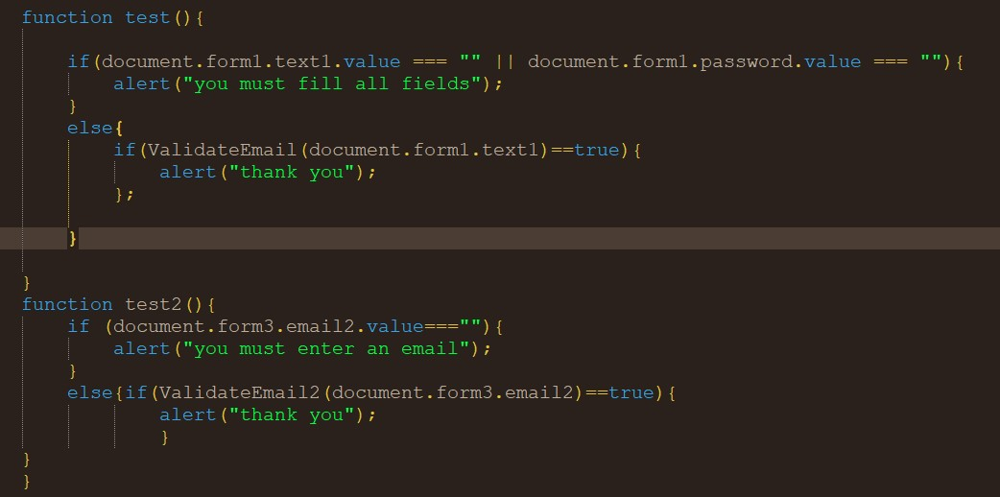 function test(){
if(document.form1.text1.value === "" || document.form1.password.value === ""){
alert("you must fill all fields");
}
else{
if(ValidateEmail(document.form1.text1)==true){
alert("thank you");
};
}
}
function test2(){
if (document.form3.email2.value===""){
alert("you must enter an email");
}
else{if(ValidateEmail2(document.form3.email2)==true){
alert("thank you");
}
}
}